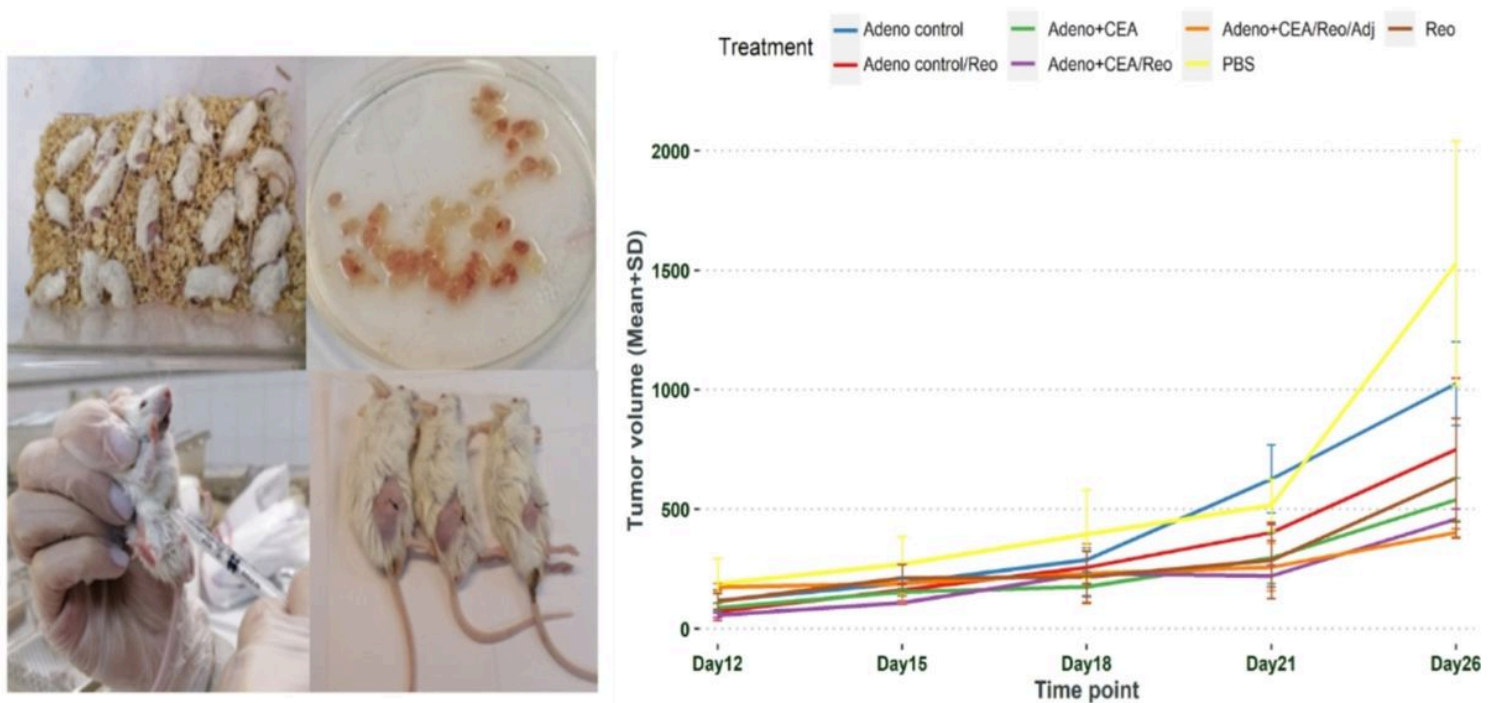 Treatment
Adeno control
Adeno+CEA
Adeno+CEA/Reo/Adj
Reo
Adeno control/Reo
Adeno+CEA/Reo
PBS
Tumor volume (Mean+SD)
2000
1500
1000
500
0
Day12
Day15
Day18
Day21
Day26
Time point